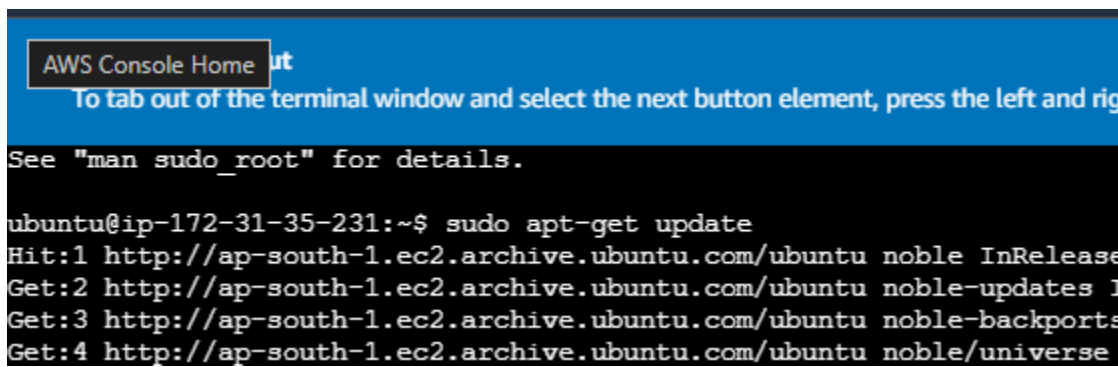 AWS Console Home ut
To tab out of the terminal window and select the next button element, press the left and rig
See "man sudo_root" for details.
ubuntu@ip-172-31-35-231:~$ sudo apt-get update
Hit:1 http://ap-south-1.ec2.archive.ubuntu.com/ubuntu noble InRelease
Get:2 http://ap-south-1.ec2.archive.ubuntu.com/ubuntu noble-updates
Get:3 http://ap-south-1.ec2.archive.ubuntu.com/ubuntu noble-backports
Get:4 http://ap-south-1.ec2.archive.ubuntu.com/ubuntu noble/universe